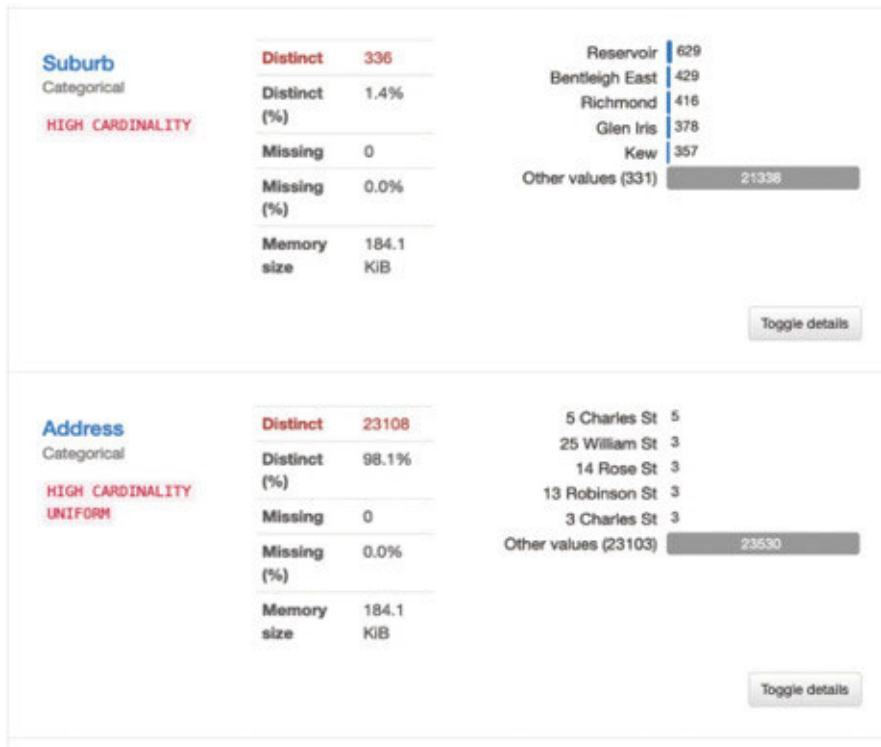 Suburb
Categorical
HIGH CARDINALITY
Distinct 336
Distinct (%) 1.4%
Missing 0
Missing (%) 0.0%
Memory size 184.1 KiB
Reservoir 629
Bentleigh East 429
Richmond 416
Glen Iris 378
Kew 357
Other values (331) 21338
Toggle details
Address
Categorical
HIGH CARDINALITY
UNIFORM
Distinct 23108
Distinct (%) 98.1%
Missing 0
Missing (%) 0.0%
Memory size 184.1 KiB
5 Charles St 5
25 William St 3
14 Rose St 3
13 Robinson St 3
3 Charles St 3
Other values (23103) 23530
Toggle details